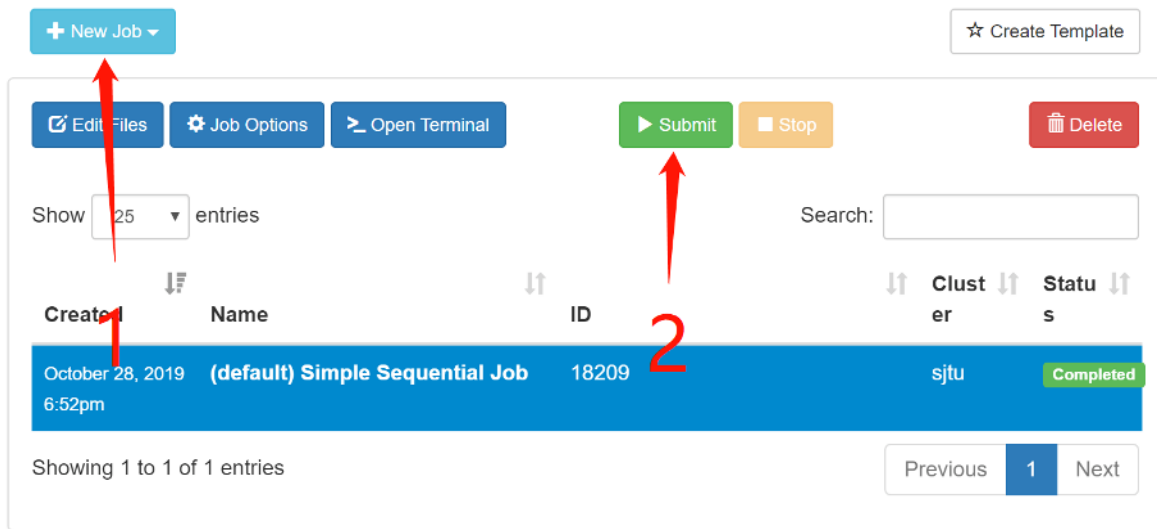 New Job
Create Template
Edit Files
Job Options
Open Terminal
Submit
Stop
Delete
Show 25 entries
Search:
Created
Name
ID
Clust
er
Statu
s
1
2
October 28, 2019
6:52pm
(default) Simple Sequential Job
18209
sjtu
Completed
Showing 1 to 1 of 1 entries
Previous
1
Next